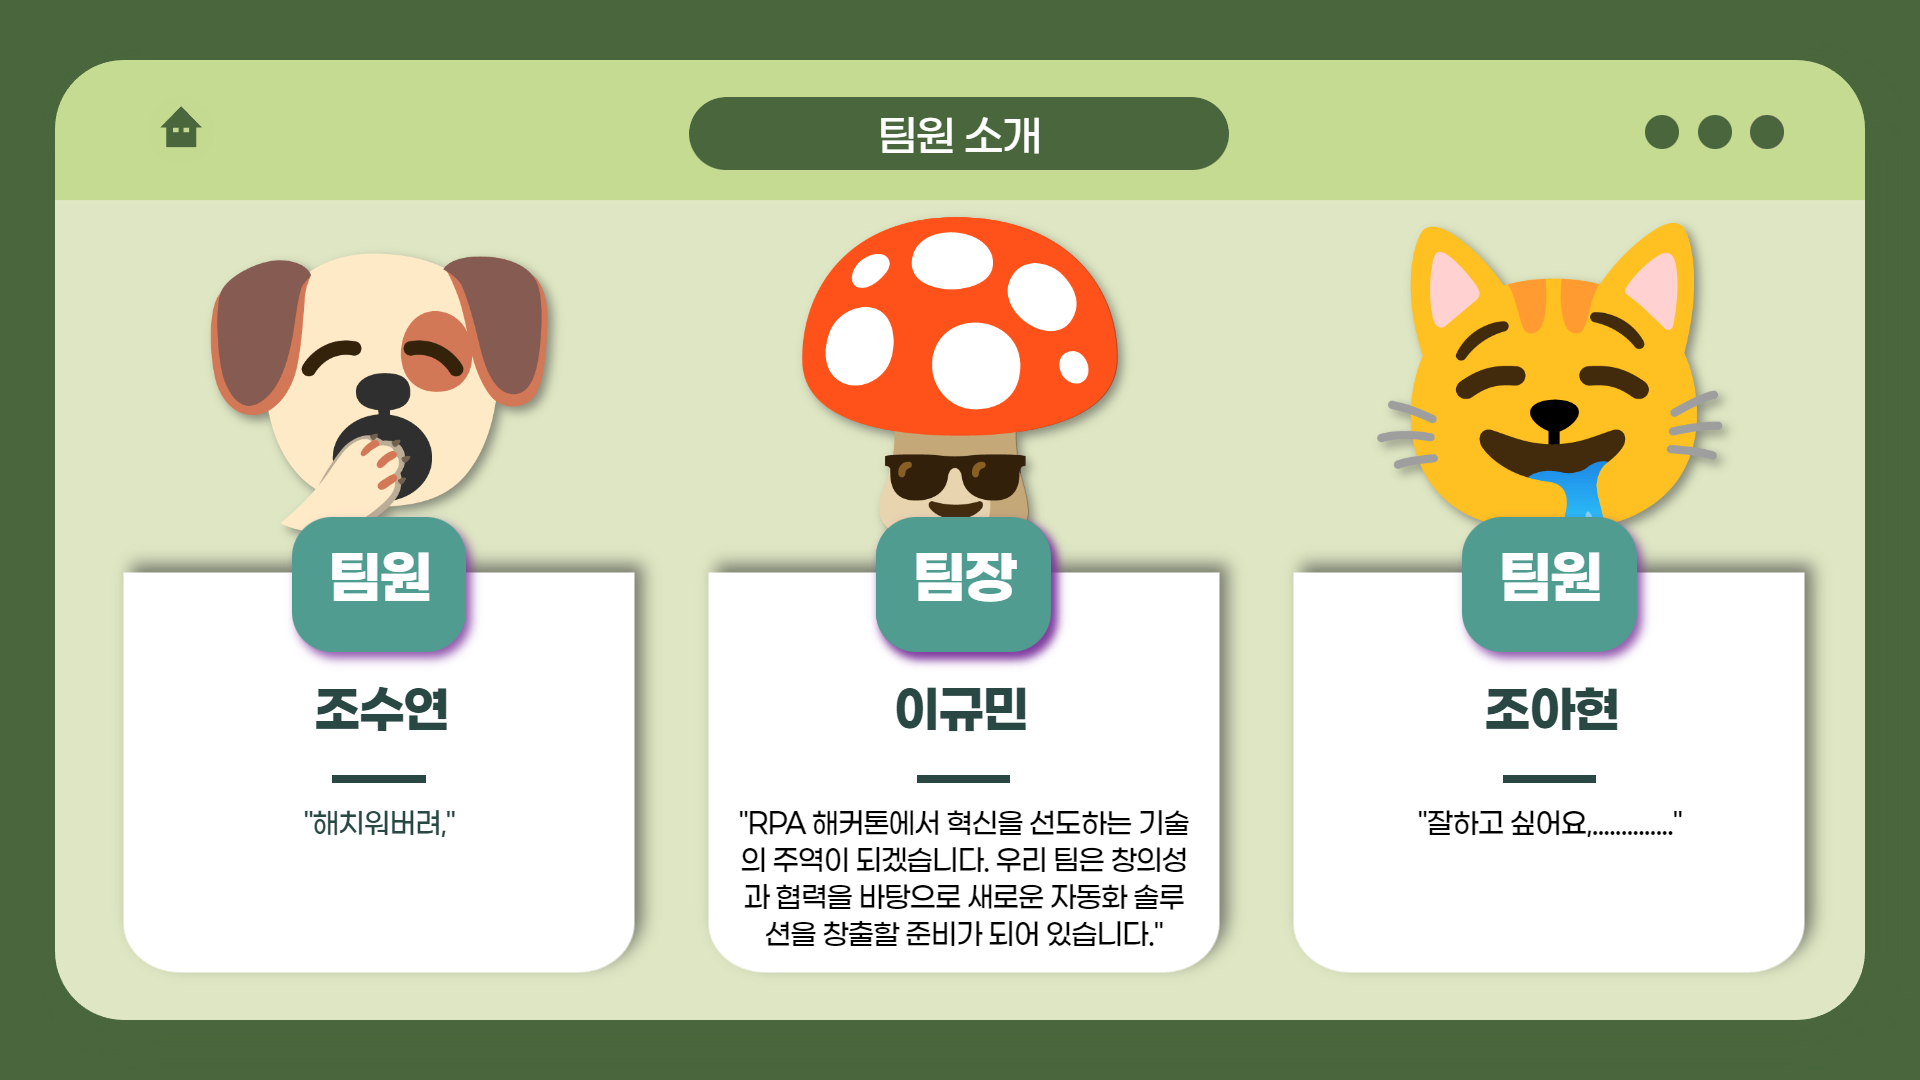 팀원 소개
팀원
조수연
"해치워버려,"
팀장
이규민
"RPA 해커톤에서 혁신을 선도하는 기술
의 주역이 되겠습니다. 우리 팀은 창의성
과 협력을 바탕으로 새로운 자동화 솔루
션을 창출할 준비가 되어 있습니다."
팀원
조아현
"잘하고 싶어요,.............."